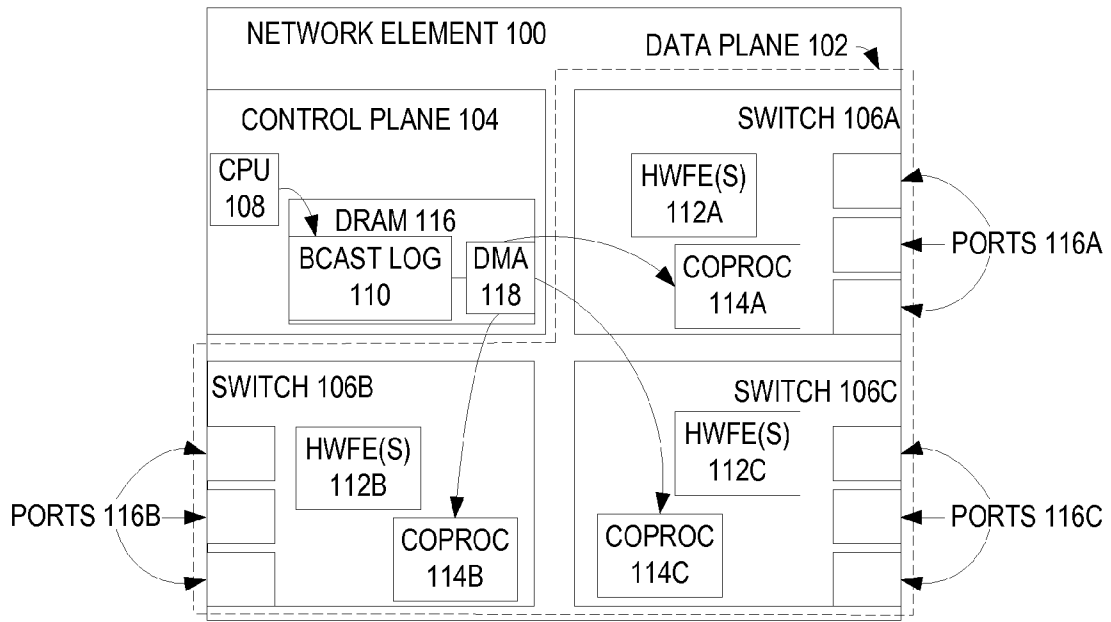 NETWORK ELEMENT 100
DATA PLANE 102
CONTROL PLANE 104
CPU
108
DRAM 116
BCAST LOG
110
DMA
118
SWITCH 106A
HWFE(S)
112A
COPROC
114A
PORTS 116A
SWITCH 106B
HWFE(S)
112B
COPROC
114B
PORTS 116B
SWITCH 106C
HWFE(S)
112C
COPROC
114C
PORTS 116C